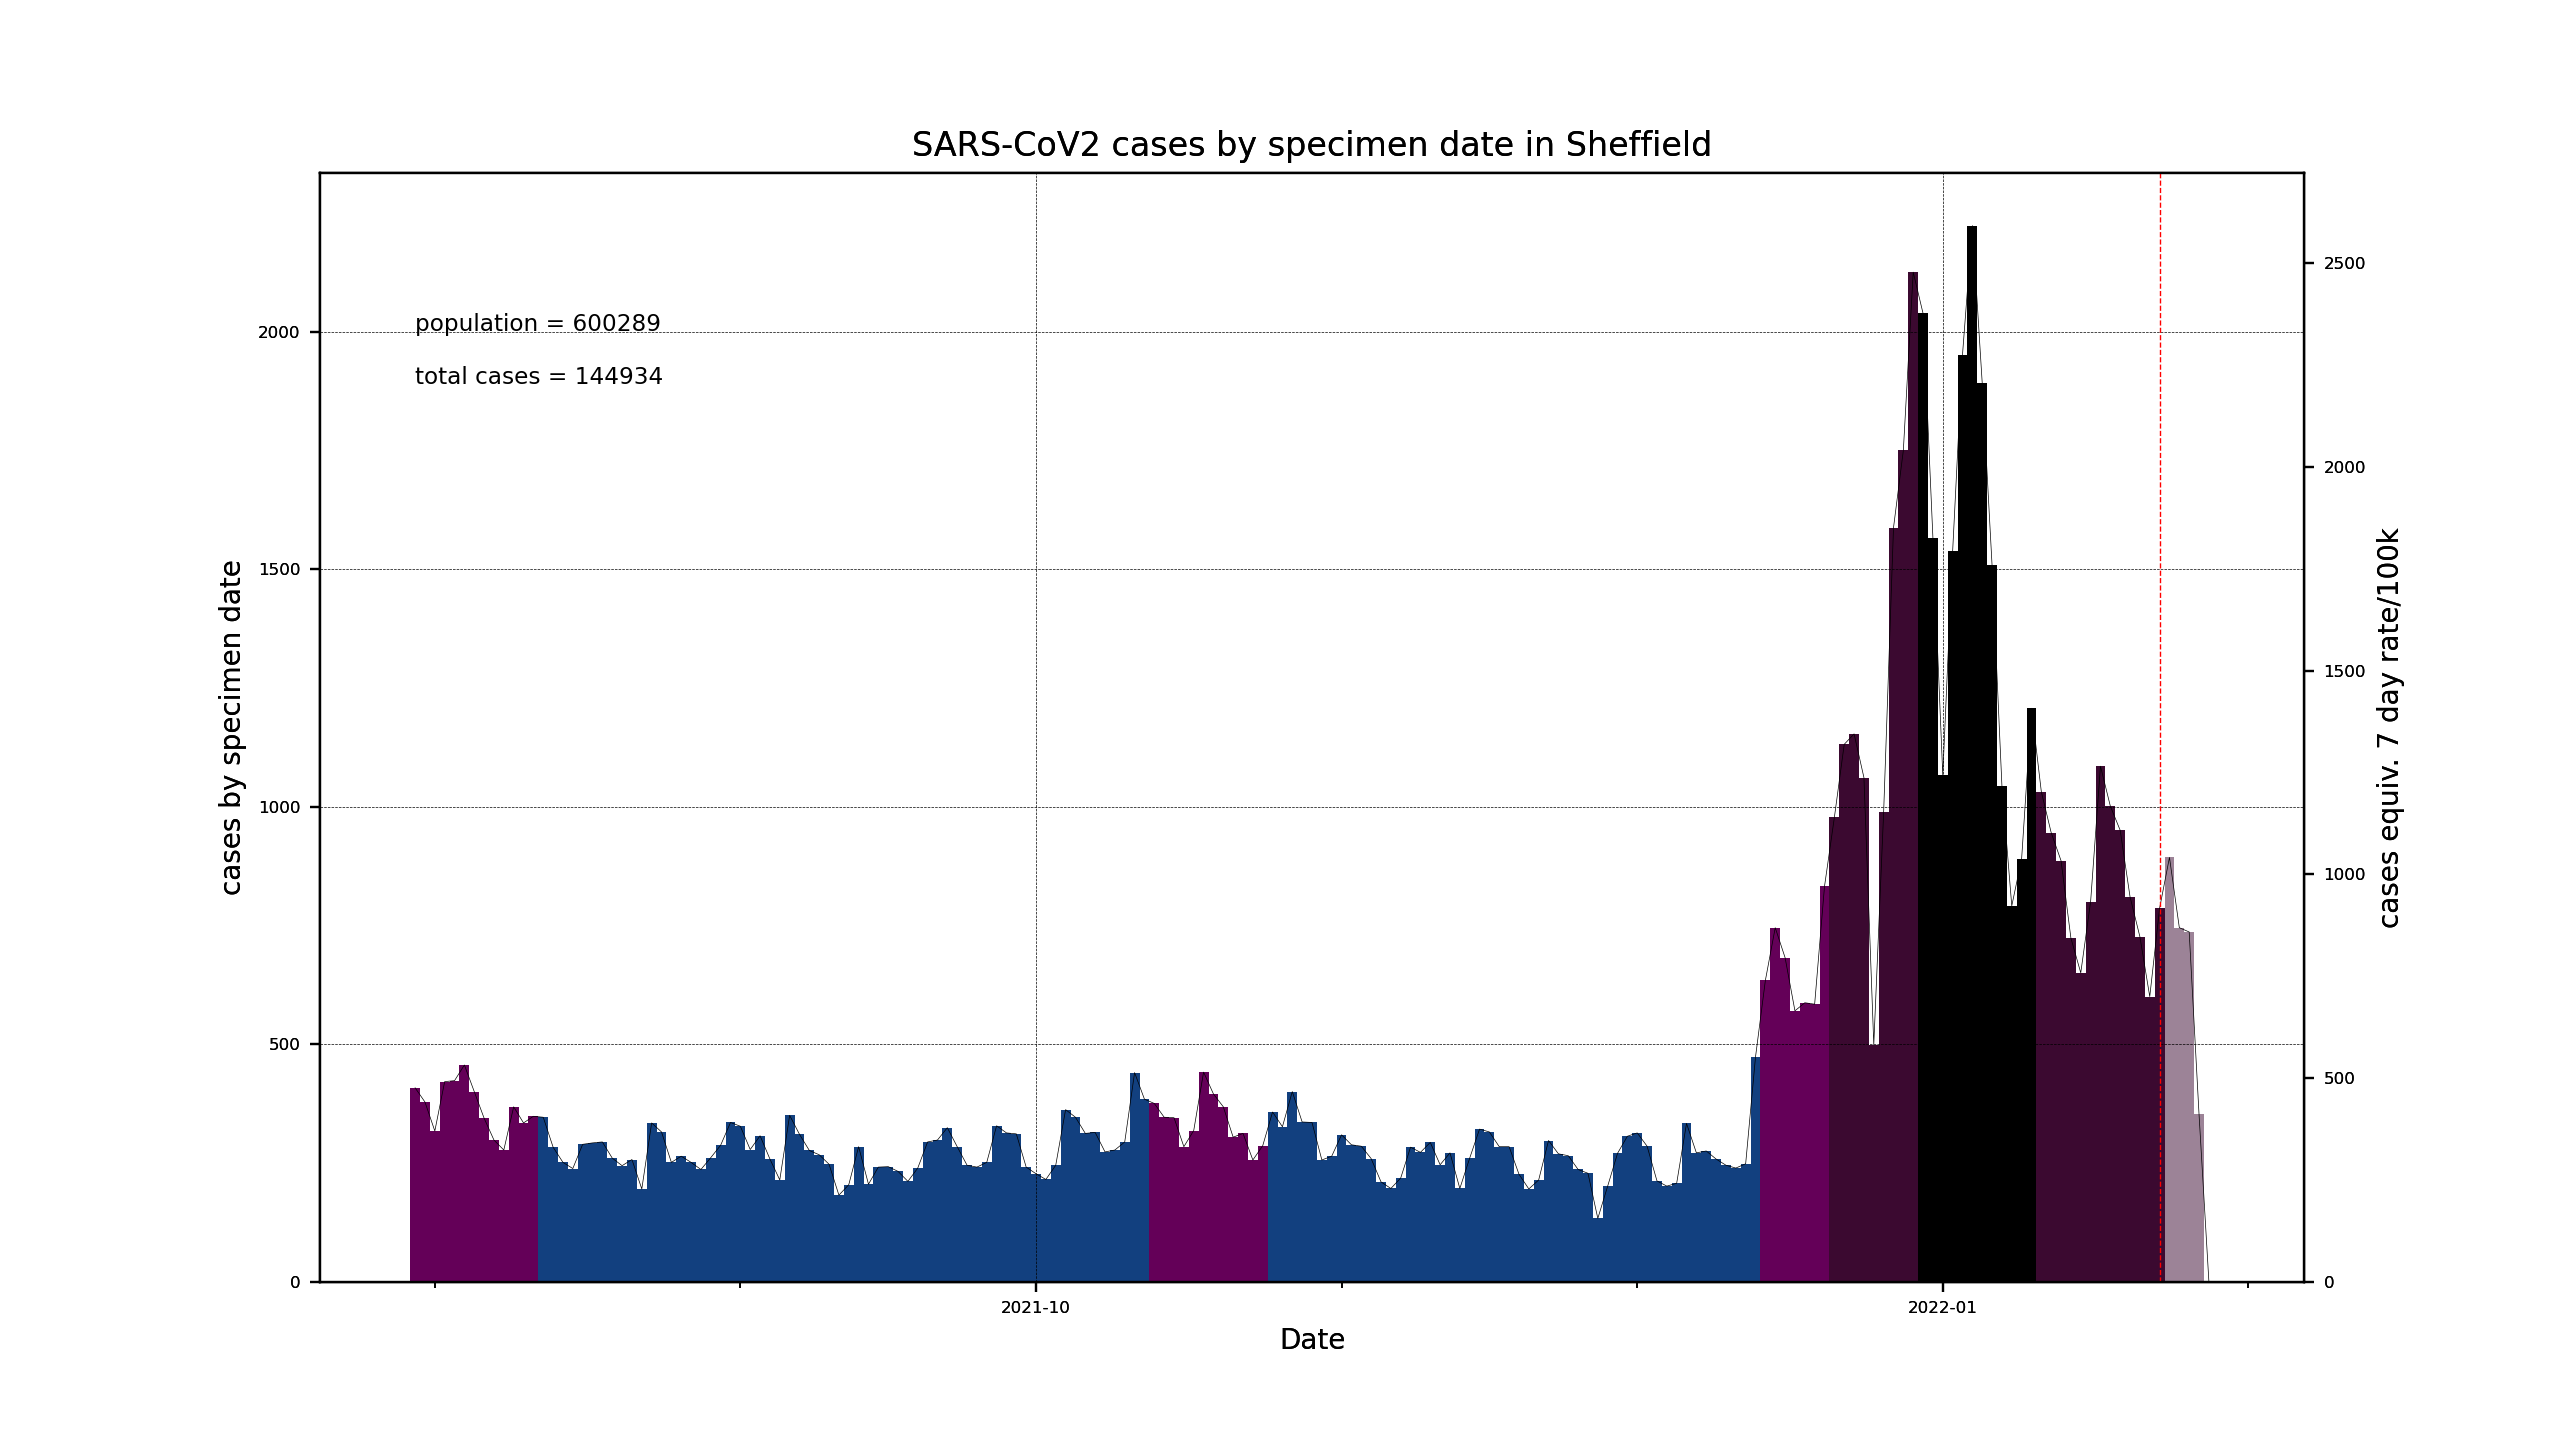 SARS-CoV2 cases by specimen date in Sheffield
population = 600289
total cases = 144934
cases by specimen date
2000
1500
1000
500
0
2500
2000
1500
1000
500
0
cases equiv. 7 day rate/100k
2021-10
2022-01
Date